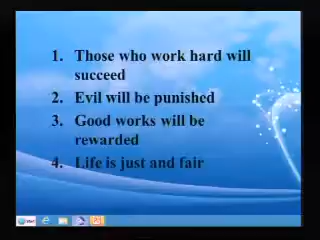 1. Those who work hard will
succeed
2. Evil will be punished
3. Good works will be
rewarded
4. Life is just and fair